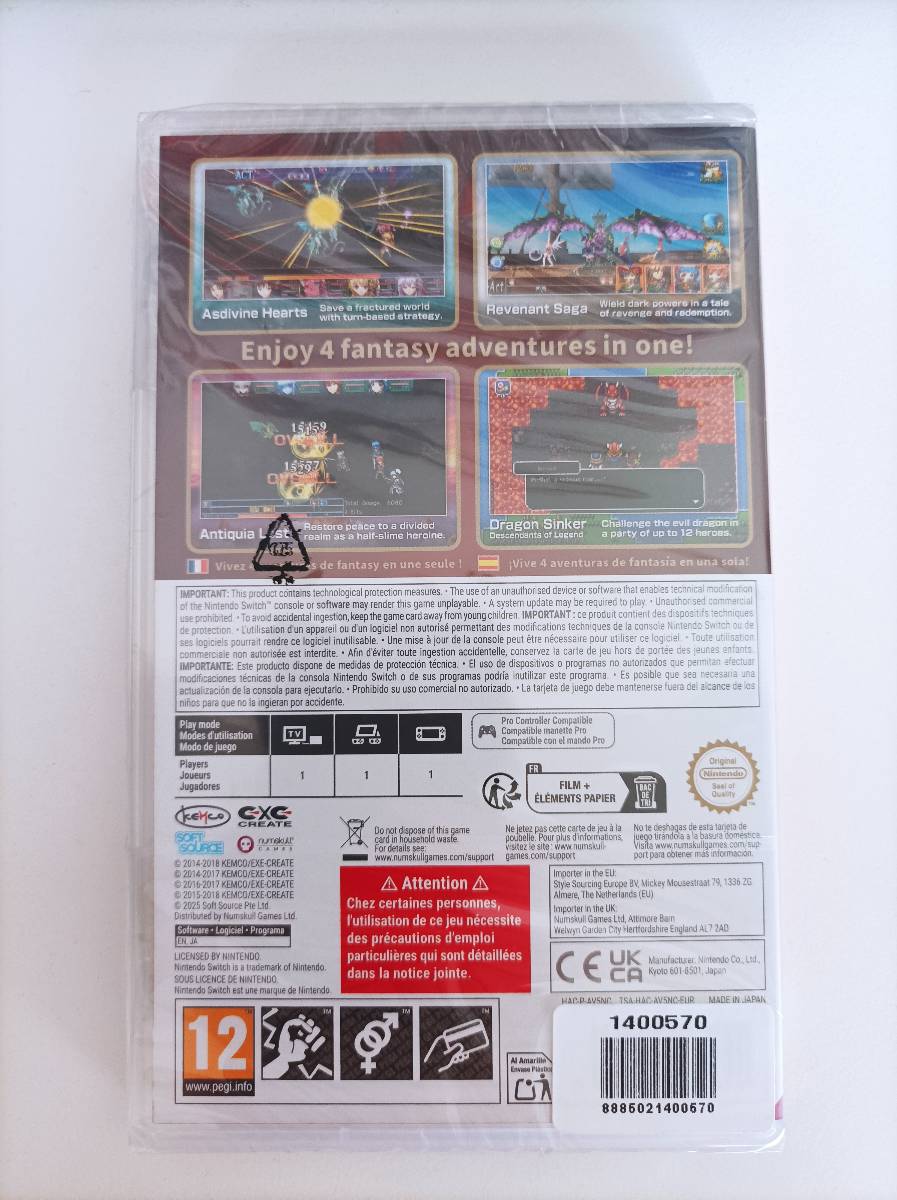 ACT
Act
Asdivine Hearts
Save a fractured world
with turn-based strategy.
Revenant Saga
Wield dark powers in a tale
of revenge and redemption.
Enjoy 4 fantasy adventures in one!
15159
15297
Antiquia Lost
Restore peace to a divided
realm as a half-slime heroine.
Dragon Sinker
Descendants of Legend
Challenge the evil dragon in
a party of up to 12 heroes.
Vivez 4 de fantasy en une seule !
¡Vive 4 aventuras de fantasía en una sola!
IMPORTANT: This product contains technological protection measures. • The use of an unauthorised device or software that enables technical modification
of the Nintendo Switch™ console or software may render this game unplayable. • A system update may be required to play. • Unauthorised commercial
use prohibited. • To avoid accidental ingestion, keep the game card away from young children. IMPORTANT : ce produit contient des dispositifs techniques
de protection. • L'utilisation d'un appareil ou d'un logiciel non autorisé permettant des modifications techniques de la console Nintendo Switch ou de
ses logiciels pourrait rendre ce logiciel inutilisable. • Une mise à jour de la console peut être nécessaire pour utiliser ce logiciel. • Toute utilisation
commerciale non autorisée est interdite. • Afin d'éviter toute ingestion accidentelle, conservez la carte de jeu hors de portée des jeunes enfants.
IMPORTANTE: Este producto dispone de medidas de protección técnica. • El uso de dispositivos o programas no autorizados que permitan efectuar
modificaciones técnicas de la consola Nintendo Switch o de sus programas podría inutilizar este programa. • Es posible que sea necesaria una
actualización de la consola para ejecutarlo. • Prohibido su uso comercial no autorizado. • La tarjeta de juego debe mantenerse fuera del alcance de los
niños para que no la ingieran por accidente.
Play mode
Modes d'utilisation
Modo de juego
TV
Pro Controller Compatible
Compatible manette Pro
Compatible con el mando Pro
Players
Joueurs
Jugadores
1
1
1
FR
FILM +
ÉLÉMENTS PAPIER
BAC
DE
TRI
Original
Nintendo
Seal of
Quality
KEMCO
EXE
CREATE
SOFT
SOURCE
numskull
GAMES
Do not dispose of this game
card in household waste.
For details see:
www.numskullgames.com/support
Ne jetez pas cette carte de jeu à la
poubelle. Pour plus d'informations,
visitez le site : www.numskull-
games.com/support
No te deshagas de esta tarjeta de
juego tirándola a la basura doméstica.
Visita www.numskullgames.com/sup-
port para obtener más información.
© 2014-2018 KEMCO/EXE-CREATE
© 2014-2017 KEMCO/EXE-CREATE
© 2016-2017 KEMCO/EXE-CREATE
© 2015-2018 KEMCO/EXE-CREATE
© 2025 Soft Source Pte Ltd.
Distributed by Numskull Games Ltd.
Software • Logiciel • Programa
EN, JA
LICENSED BY NINTENDO.
Nintendo Switch is a trademark of Nintendo.
SOUS LICENCE DE NINTENDO.
Nintendo Switch est une marque de Nintendo.
Attention
Chez certaines personnes,
l'utilisation de ce jeu nécessite
des précautions d'emploi
particulières qui sont détaillées
dans la notice jointe.
Importer in the EU:
Style Sourcing Europe BV, Mickey Mousestraat 79, 1336 ZG
Almere, The Netherlands (EU)
Importer in the UK:
Numskull Games Ltd, Attimore Barn
Welwyn Garden City Hertfordshire England AL7 2AD
CE
UK
CA
Manufacturer: Nintendo Co., Ltd.,
Kyoto 601-8501, Japan
HAC-P-AV5NC TSA-HAC-AV5NC-EUR MADE IN JAPAN
12
www.pegi.info
Al Amarillo
Envase Plástico
1400570
8885021400570